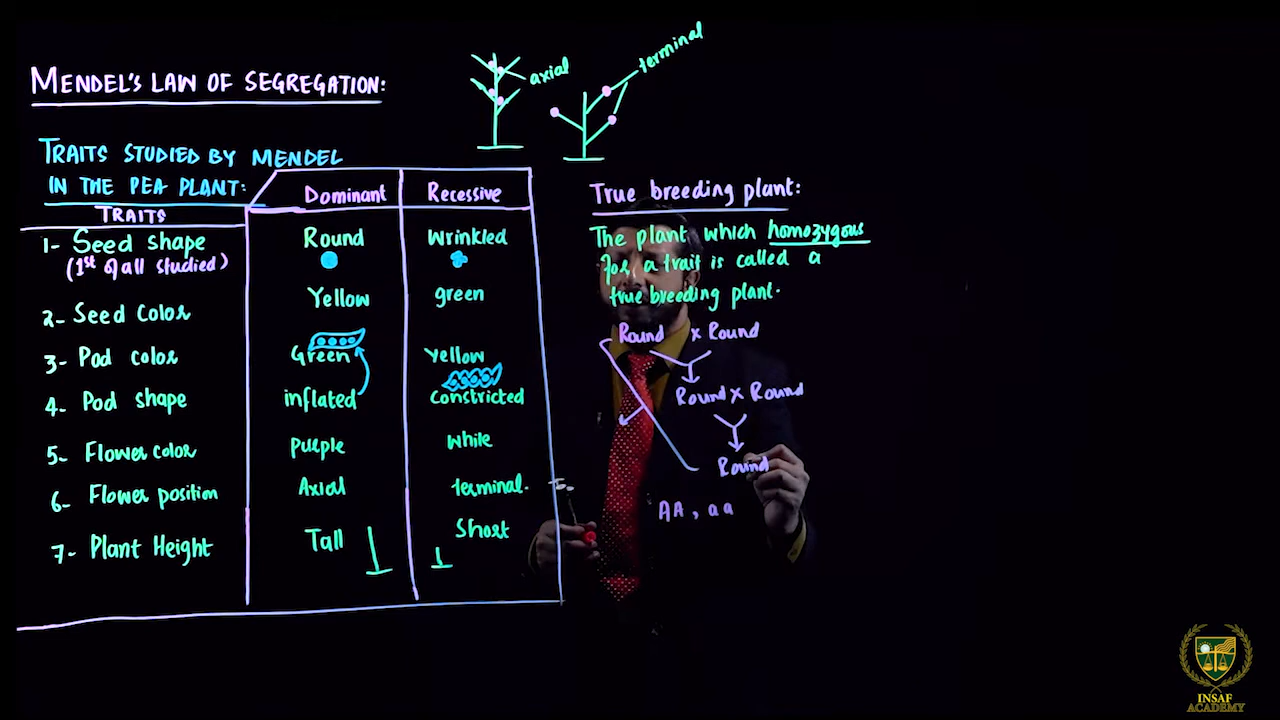 MENDEL'S LAW OF SEGREGATION:
axial
terminal
TRAITS STUDIED BY MENDEL
IN THE PEA PLANT:
TRAITS
Dominant
Recessive
1- Seed shape
(1st of all studied)
Round
Wrinkled
2- Seed Color
Yellow
green
3- Pod color
Green
Yellow
4- Pod shape
inflated
constricted
5- Flower color
Purple
while
6- Flower position
Axial
terminal.
7- Plant Height
Tall
Short
True breeding plant:
The plant which homozygous
for a trait is called a
true breeding plant.
Round x Round
Round x Round
Round
AA, aa
INSAF
ACADEMY